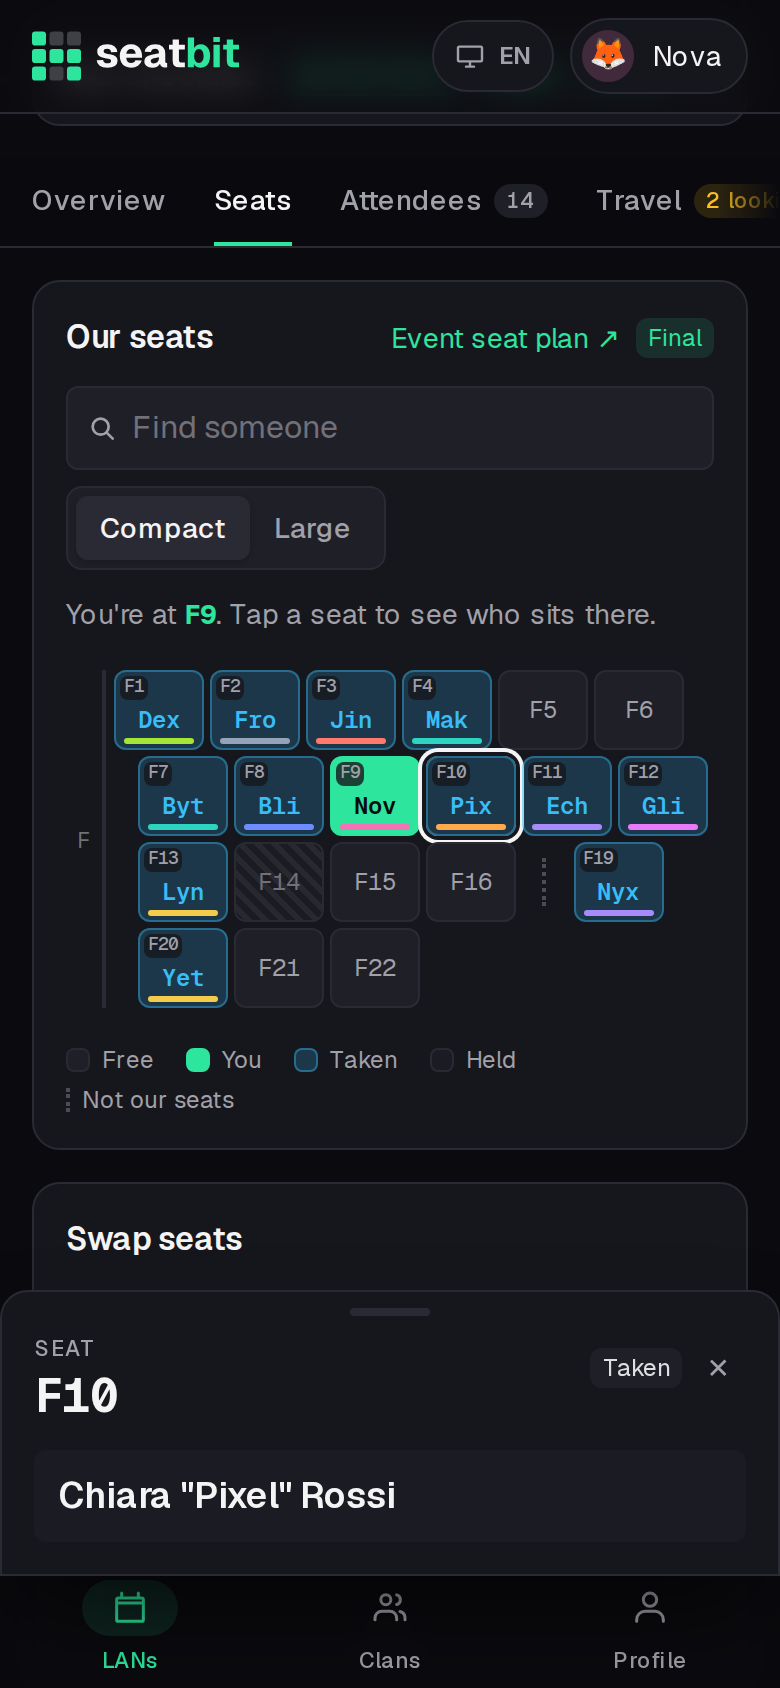 seatbit EN Nova
Overview Seats Attendees 14 Travel 2 look
Our seats Event seat plan ↗ Final
Find someone
Compact Large
You're at F9. Tap a seat to see who sits there.
F1 Dex F2 Fro F3 Jin F4 Mak F5 F6
F7 Byt F8 Bli F9 Nov F10 Pix F11 Ech F12 Gli
F
F13 Lyn F14 F15 F16 F19 Nyx
F20 Yet F21 F22
Free You Taken Held
Not our seats
Swap seats
SEAT
F10 Taken ✕
Chiara "Pixel" Rossi
LANs Clans Profile